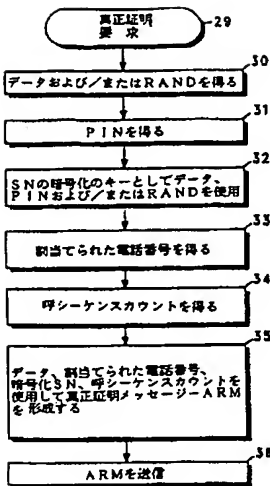 真正証明
要求
29
30
データおよび/またはRANDを得る
31
PINを得る
32
SNの暗号化のキーとしてデータ、
PINおよび/またはRANDを使用
33
割当てられた電話番号を得る
34
呼シーケンスカウントを得る
35
データ、割当てられた電話番号、
暗号化SN、呼シーケンスカウントを
使用して真正証明メッセージーARM
を形成する
36
ARMを送信